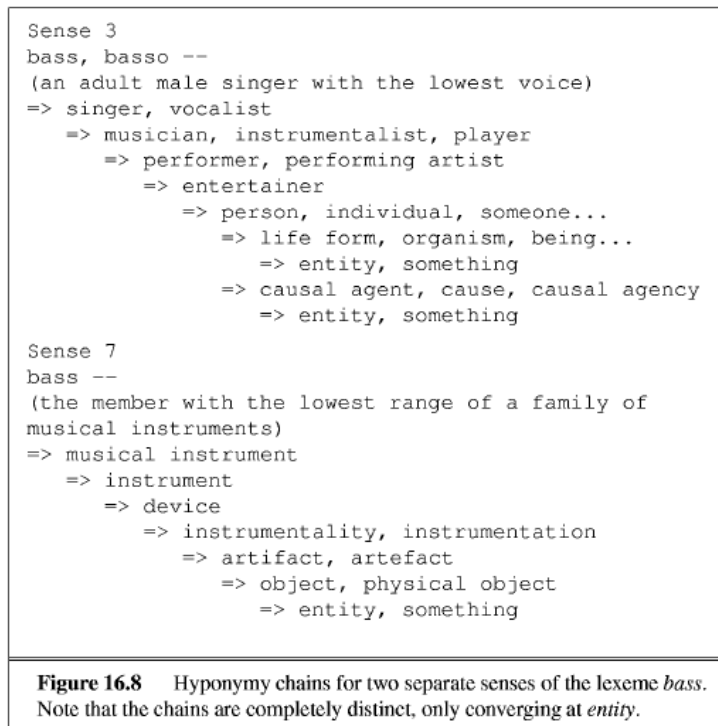 Sense 3
bass, basso --
(an adult male singer with the lowest voice)
=> singer, vocalist
   => musician, instrumentalist, player
      => performer, performing artist
         => entertainer
            => person, individual, someone...
               => life form, organism, being...
                  => entity, something
               => causal agent, cause, causal agency
                  => entity, something
Sense 7
bass --
(the member with the lowest range of a family of
musical instruments)
=> musical instrument
   => instrument
      => device
         => instrumentality, instrumentation
            => artifact, artefact
               => object, physical object
                  => entity, something
Figure 16.8 Hyponymy chains for two separate senses of the lexeme bass.
Note that the chains are completely distinct, only converging at entity.